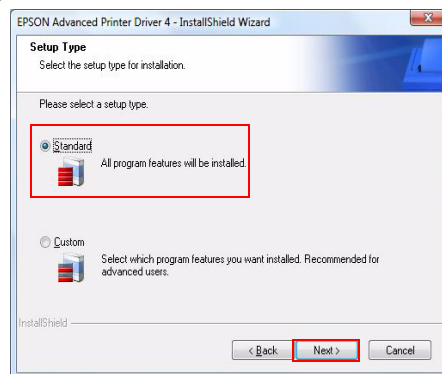 EPSON Advanced Printer Driver 4 - InstallShield Wizard
Setup Type
Select the setup type for installation.
Please select a setup type.
Standard
All program features will be installed.
Custom
Select which program features you want installed. Recommended for
advanced users.
InstallShield
< Back
Next >
Cancel